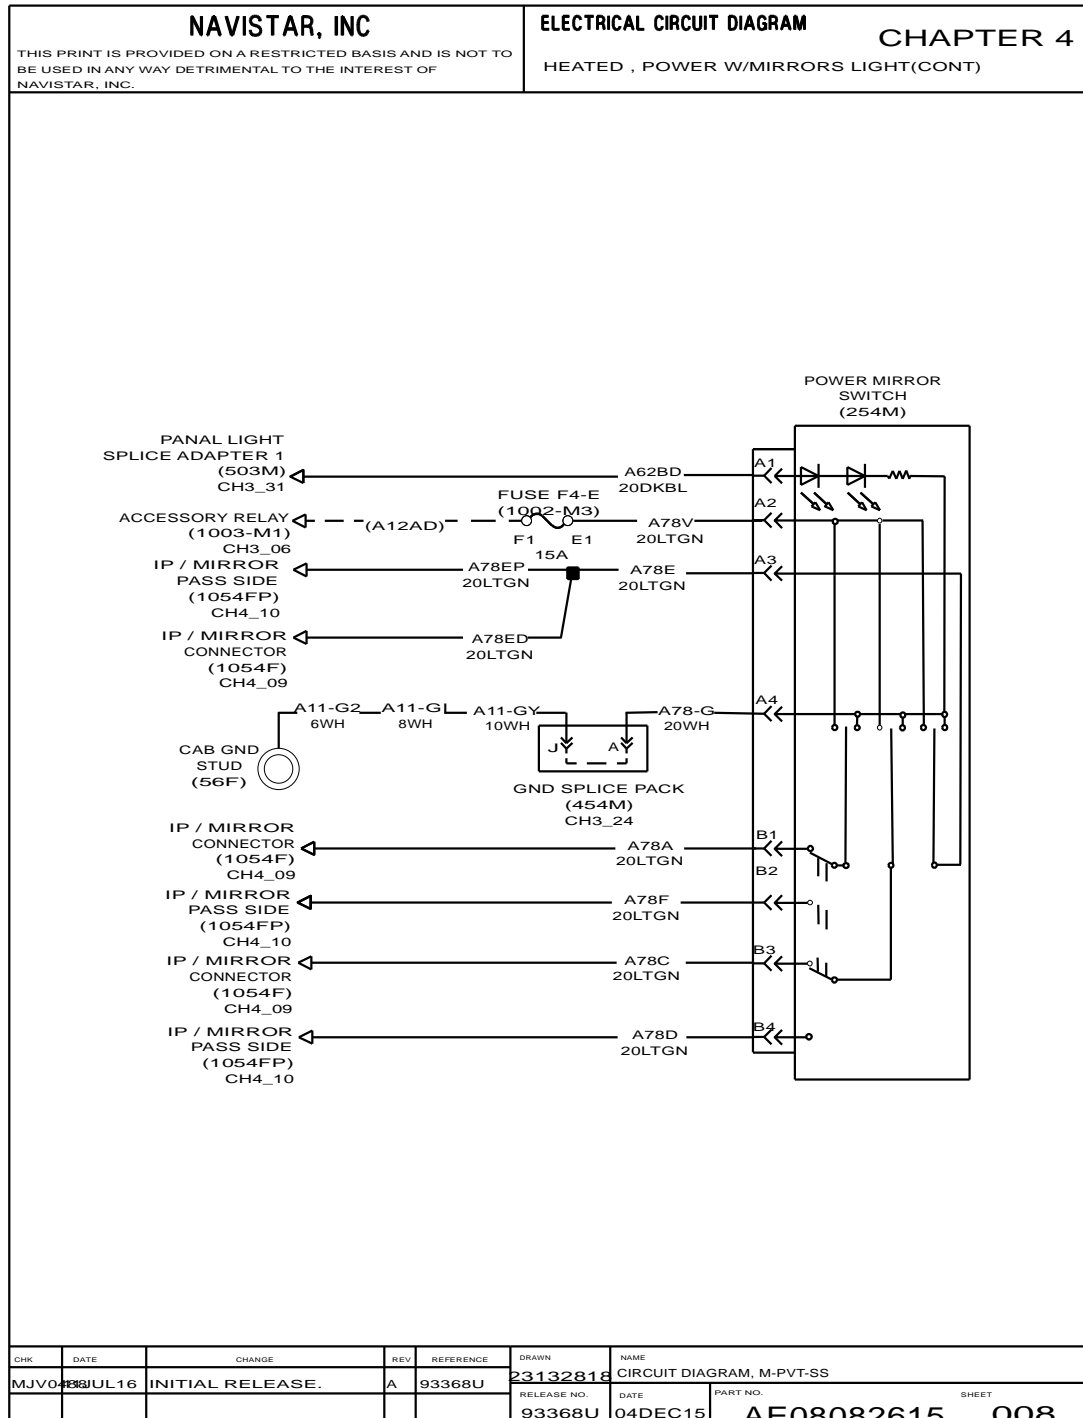 NAVISTAR, INC
THIS PRINT IS PROVIDED ON A RESTRICTED BASIS AND IS NOT TO
BE USED IN ANY WAY DETRIMENTAL TO THE INTEREST OF
NAVISTAR, INC.
ELECTRICAL CIRCUIT DIAGRAM
CHAPTER 4
HEATED , POWER W/MIRRORS LIGHT(CONT)
POWER MIRROR
SWITCH
(254M)
PANAL LIGHT
SPLICE ADAPTER 1
(503M)
CH3_31
A62BD
20DKBL
A1
FUSE F4-E
(1002-M3)
F1 E1
15A
ACCESSORY RELAY
(1003-M1)
CH3_06
(A12AD)
A78V
20LTGN
A2
IP / MIRROR
PASS SIDE
(1054FP)
CH4_10
A78EP
20LTGN
A78E
20LTGN
A3
IP / MIRROR
CONNECTOR
(1054F)
CH4_09
A78ED
20LTGN
A11-G2
6WH
A11-GL
8WH
A11-GY
10WH
A78-G
20WH
A4
CAB GND
STUD
(56F)
J A
GND SPLICE PACK
(454M)
CH3_24
IP / MIRROR
CONNECTOR
(1054F)
CH4_09
A78A
20LTGN
B1
B2
IP / MIRROR
PASS SIDE
(1054FP)
CH4_10
A78F
20LTGN
IP / MIRROR
CONNECTOR
(1054F)
CH4_09
A78C
20LTGN
B3
IP / MIRROR
PASS SIDE
(1054FP)
CH4_10
A78D
20LTGN
B4
CHK DATE CHANGE REV REFERENCE
INITIAL RELEASE. A 93368U
DRAWN
23132818
NAME
CIRCUIT DIAGRAM, M-PVT-SS
RELEASE NO.
93368U
DATE
04DEC15
PART NO.
AE08082615
SHEET
008